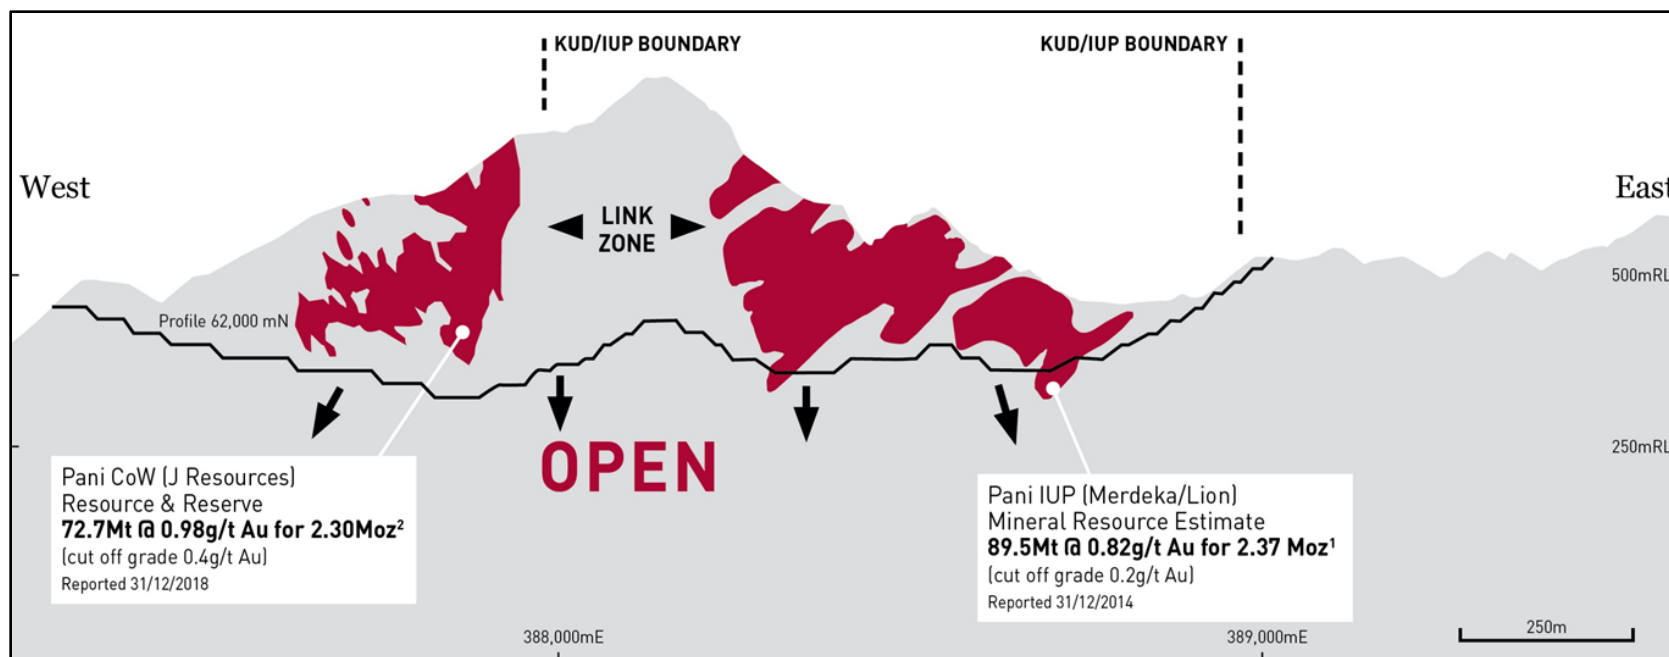 KUD/IUP BOUNDARY
KUD/IUP BOUNDARY
West
East
LINK
ZONE
500mRL
Profile 62,000 mN
250mRL
OPEN
Pani CoW (J Resources)
Resource & Reserve
72.7Mt @ 0.98g/t Au for 2.30Moz²
(cut off grade 0.4g/t Au)
Reported 31/12/2018
Pani IUP (Merdeka/Lion)
Mineral Resource Estimate
89.5Mt @ 0.82g/t Au for 2.37 Moz¹
(cut off grade 0.2g/t Au)
Reported 31/12/2014
388,000mE
389,000mE
250m